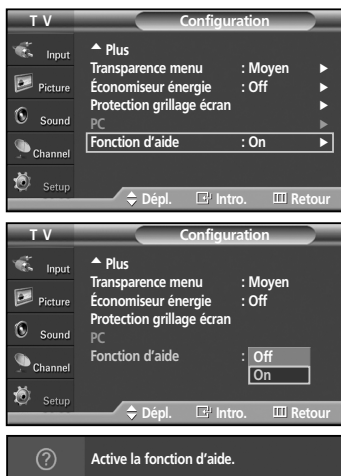 T V
Configuration
Input
Picture
Sound
Channel
Setup
Plus
Transparence menu : Moyen
Économiseur énergie : Off
Protection grillage écran
PC
Fonction d'aide : On
Dépl. Intro. Retour
T V
Configuration
Input
Picture
Sound
Channel
Setup
Plus
Transparence menu : Moyen
Économiseur énergie : Off
Protection grillage écran
PC
Fonction d'aide : Off
On
Dépl. Intro. Retour
? Active la fonction d'aide.